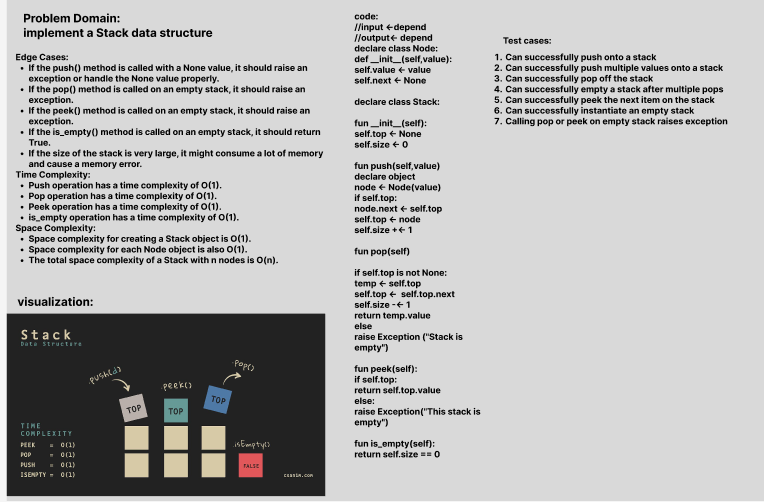 Problem Domain:
implement a Stack data structure
Edge Cases:
• If the push() method is called with a None value, it should raise an
exception or handle the None value properly.
• If the pop() method is called on an empty stack, it should raise an
exception.
• If the peek() method is called on an empty stack, it should raise an
exception.
• If the is_empty() method is called on an empty stack, it should return
True.
• If the size of the stack is very large, it might consume a lot of memory
and cause a memory error.
Time Complexity:
• Push operation has a time complexity of O(1).
• Pop operation has a time complexity of O(1).
• Peek operation has a time complexity of O(1).
• is_empty operation has a time complexity of O(1).
Space Complexity:
• Space complexity for creating a Stack object is O(1).
• Space complexity for each Node object is also O(1).
• The total space complexity of a Stack with n nodes is O(n).
visualization:
Stack
Data Structure
.push(d)
.peek()
.pop()
TOP
TOP
TOP
TIME
COMPLEXITY
PEEK = O(1)
POP = O(1)
PUSH = O(1)
ISEMPTY = O(1)
.isEmpty()
FALSE
csanim.com
code:
//input ←depend
//output← depend
declare class Node:
def __init__(self,value):
self.value ← value
self.next ← None
declare class Stack:
fun __init__(self):
self.top ← None
self.size ← 0
fun push(self,value)
declare object
node ← Node(value)
if self.top:
node.next ← self.top
self.top ← node
self.size +← 1
fun pop(self)
if self.top is not None:
temp ← self.top
self.top ← self.top.next
self.size -← 1
return temp.value
else
raise Exception ("Stack is
empty")
fun peek(self):
if self.top:
return self.top.value
else:
raise Exception("This stack is
empty")
fun is_empty(self):
return self.size == 0
Test cases:
1. Can successfully push onto a stack
2. Can successfully push multiple values onto a stack
3. Can successfully pop off the stack
4. Can successfully empty a stack after multiple pops
5. Can successfully peek the next item on the stack
6. Can successfully instantiate an empty stack
7. Calling pop or peek on empty stack raises exception